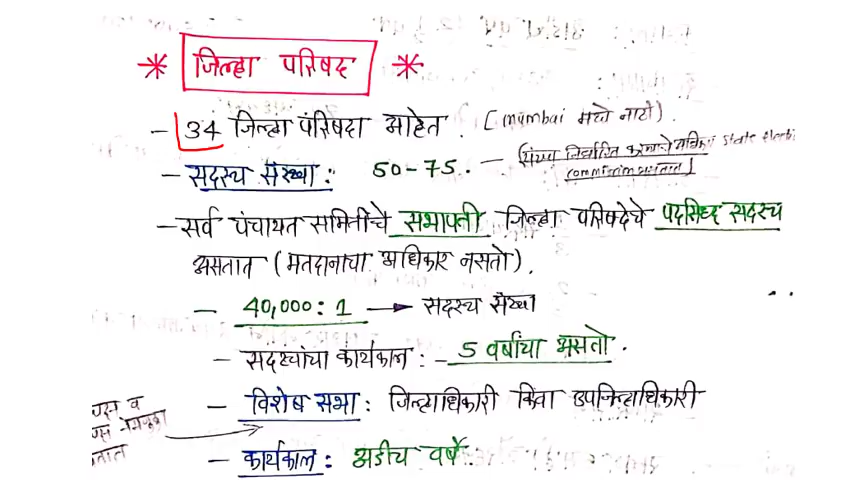 * जिल्हा परिषद *
- 34 जिल्हा परिषदा आहेत. [mumbai मध्ये नाही).
- सदस्य संख्या : 50-75. - (संख्या निर्धारित करण्याचे अधिकार state
commission असतात)
- सर्व पंचायत समितीचे सभापती जिल्हा परिषदेचे पदसिध्द सदस्य
असतात (मतदानाचा अधिकार नसतो).
- 40,000 : 1 → सदस्य संख्या
- सदस्यांचा कार्यकाल : - 5 वर्षाचा असतो.
- विशेष सभा : जिल्हाधिकारी किंवा उपजिल्हाधिकारी
- कार्यकाल : अडीच वर्षे.